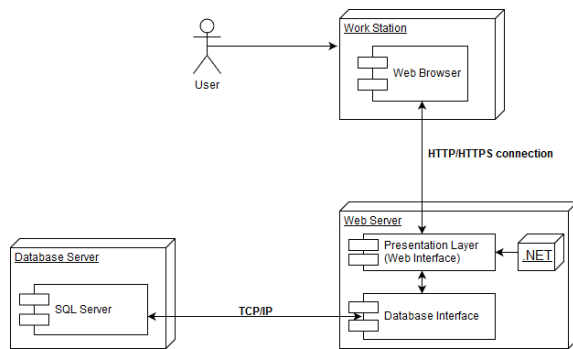 Work Station
Web Browser
User
HTTP/HTTPS connection
Web Server
Presentation Layer
(Web Interface)
.NET
Database Server
SQL Server
TCP/IP
Database Interface